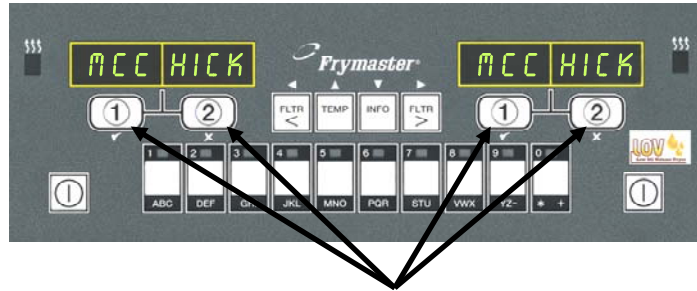 MCC HICK MCC HICK
Frymaster
1 2 1 2
FLTR < TEMP INFO FLTR >
✓ x ✓ x
LOV
1 2 3 4 5 6 7 8 9 0
ABC DEF JKL MNO PQR STU VWX YZ- * +